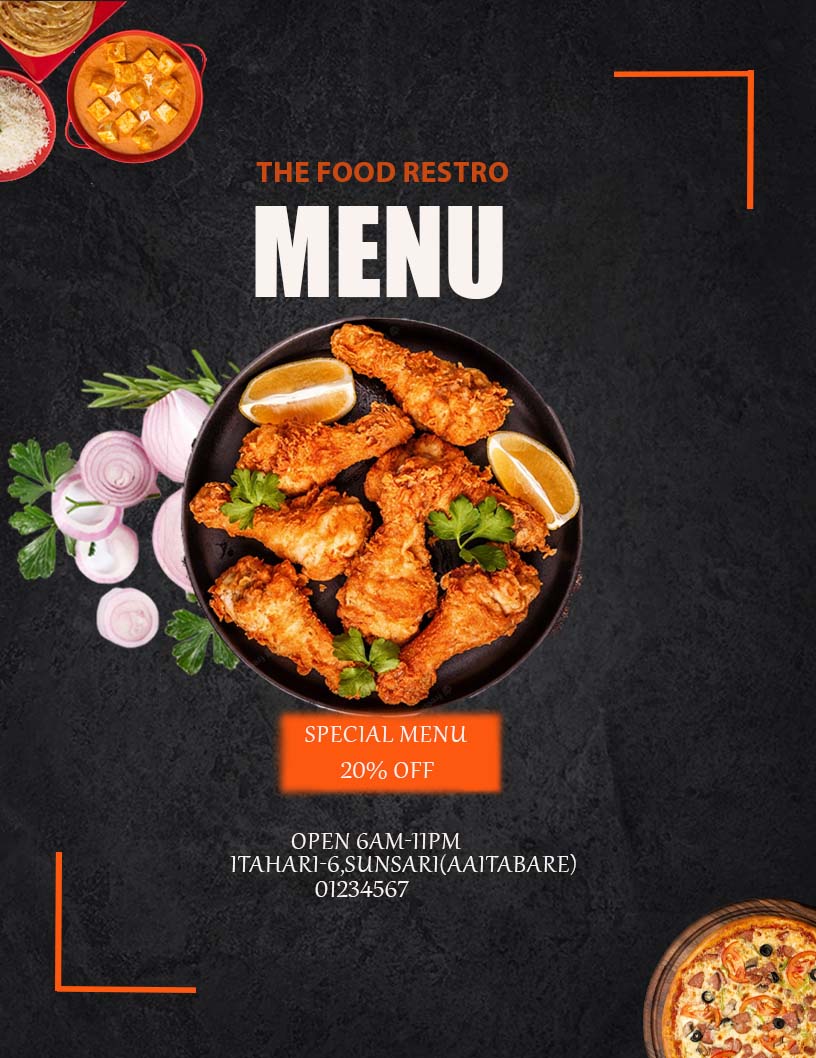 THE FOOD RESTRO
MENU
SPECIAL MENU
20% OFF
OPEN 6AM-11PM
ITAHARI-6,SUNSARI(AAITABARE)
01234567